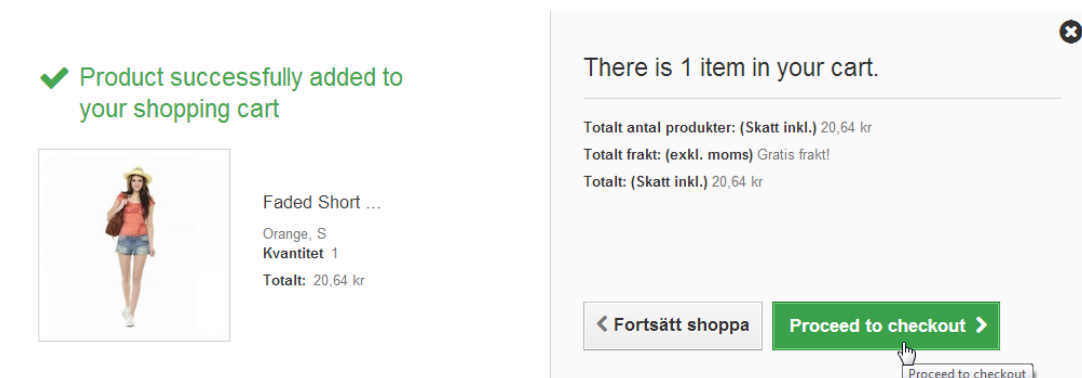 Product successfully added to
your shopping cart
Faded Short ...
Orange, S
Kvantitet 1
Totalt: 20,64 kr
There is 1 item in your cart.
Totalt antal produkter: (Skatt inkl.) 20,64 kr
Totalt frakt: (exkl. moms) Gratis frakt!
Totalt: (Skatt inkl.) 20,64 kr
Fortsätt shoppa
Proceed to checkout
Proceed to checkout